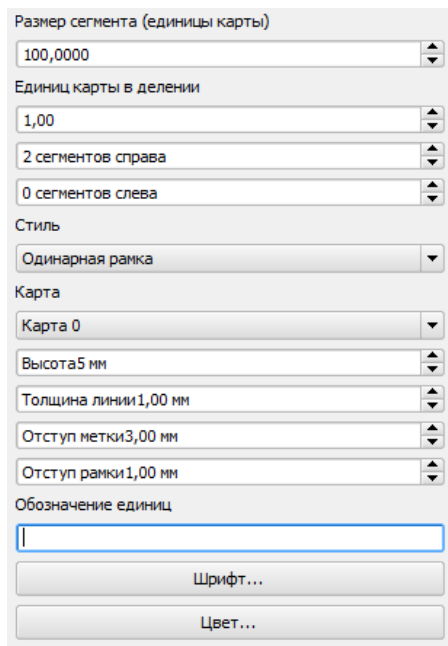 Размер сегмента (единицы карты)
100,0000
Единиц карты в делении
1,00
2 сегментов справа
0 сегментов слева
Стиль
Одинарная рамка
Карта
Карта 0
Высота5 мм
Толщина линии1,00 мм
Отступ метки3,00 мм
Отступ рамки1,00 мм
Обозначение единиц
Шрифт...
Цвет...